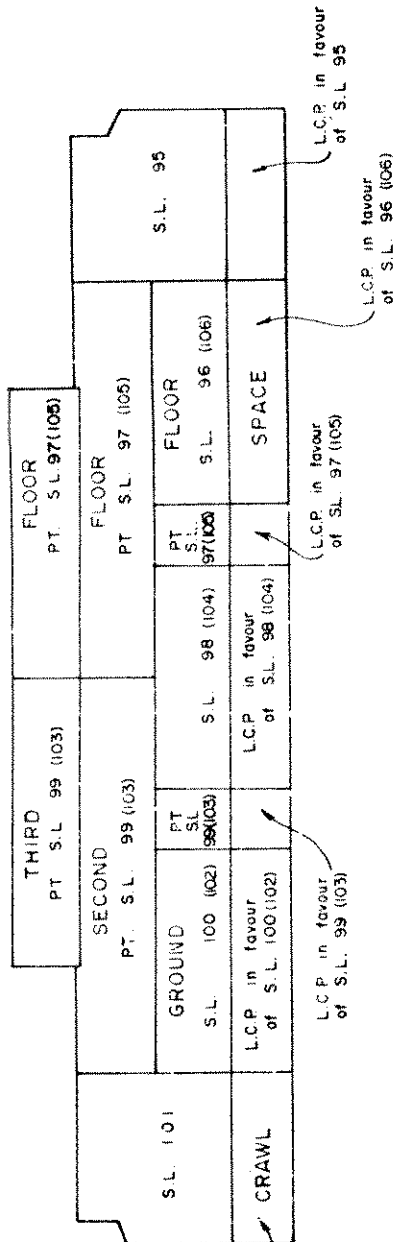 THIRD FLOOR
PT S.L 99 (103)
PT. S.L.97(105)
SECOND FLOOR
PT. S.L. 99 (103)
PT S.L. 97 (105)
S.L. 101
GROUND FLOOR
S.L. 100 (102)
PT
S.L
99(103)
S.L. 98 (104)
PT
S.L.
97(105)
S.L. 96 (106)
S.L. 95
CRAWL SPACE
L.C.P in favour
of S.L. 100 (102)
L.C.P in favour
of S.L. 98 (104)
L.C.P in favour
of S.L. 99 (103)
L.C.P. in favour
of S.L. 97 (105)
L.C.P. in favour
of S.L. 96 (106)
L.C.P. in favour
of S.L 95